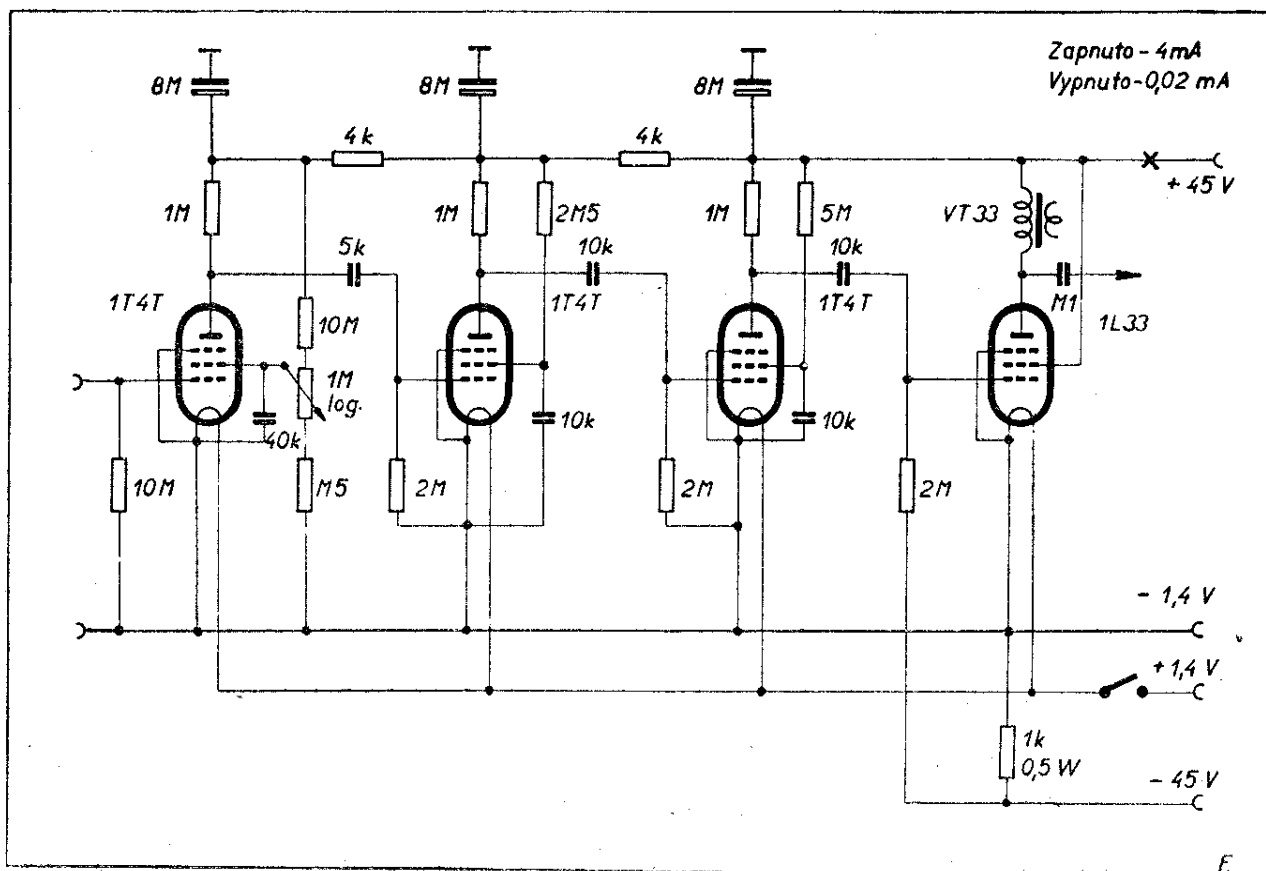 Zapnuto - 4mA
Vypnuto - 0,02 mA
8M
8M
8M
4k
4k
+ 45 V
1M
1M
2M5
1M
5M
VT33
5k
10k
10k
1T4T
1T4T
1T4T
M1
1L33
10M
1M
log.
40k
10k
10k
10M
M5
2M
2M
2M
- 1,4 V
+ 1,4 V
1k
0,5 W
- 45 V
E